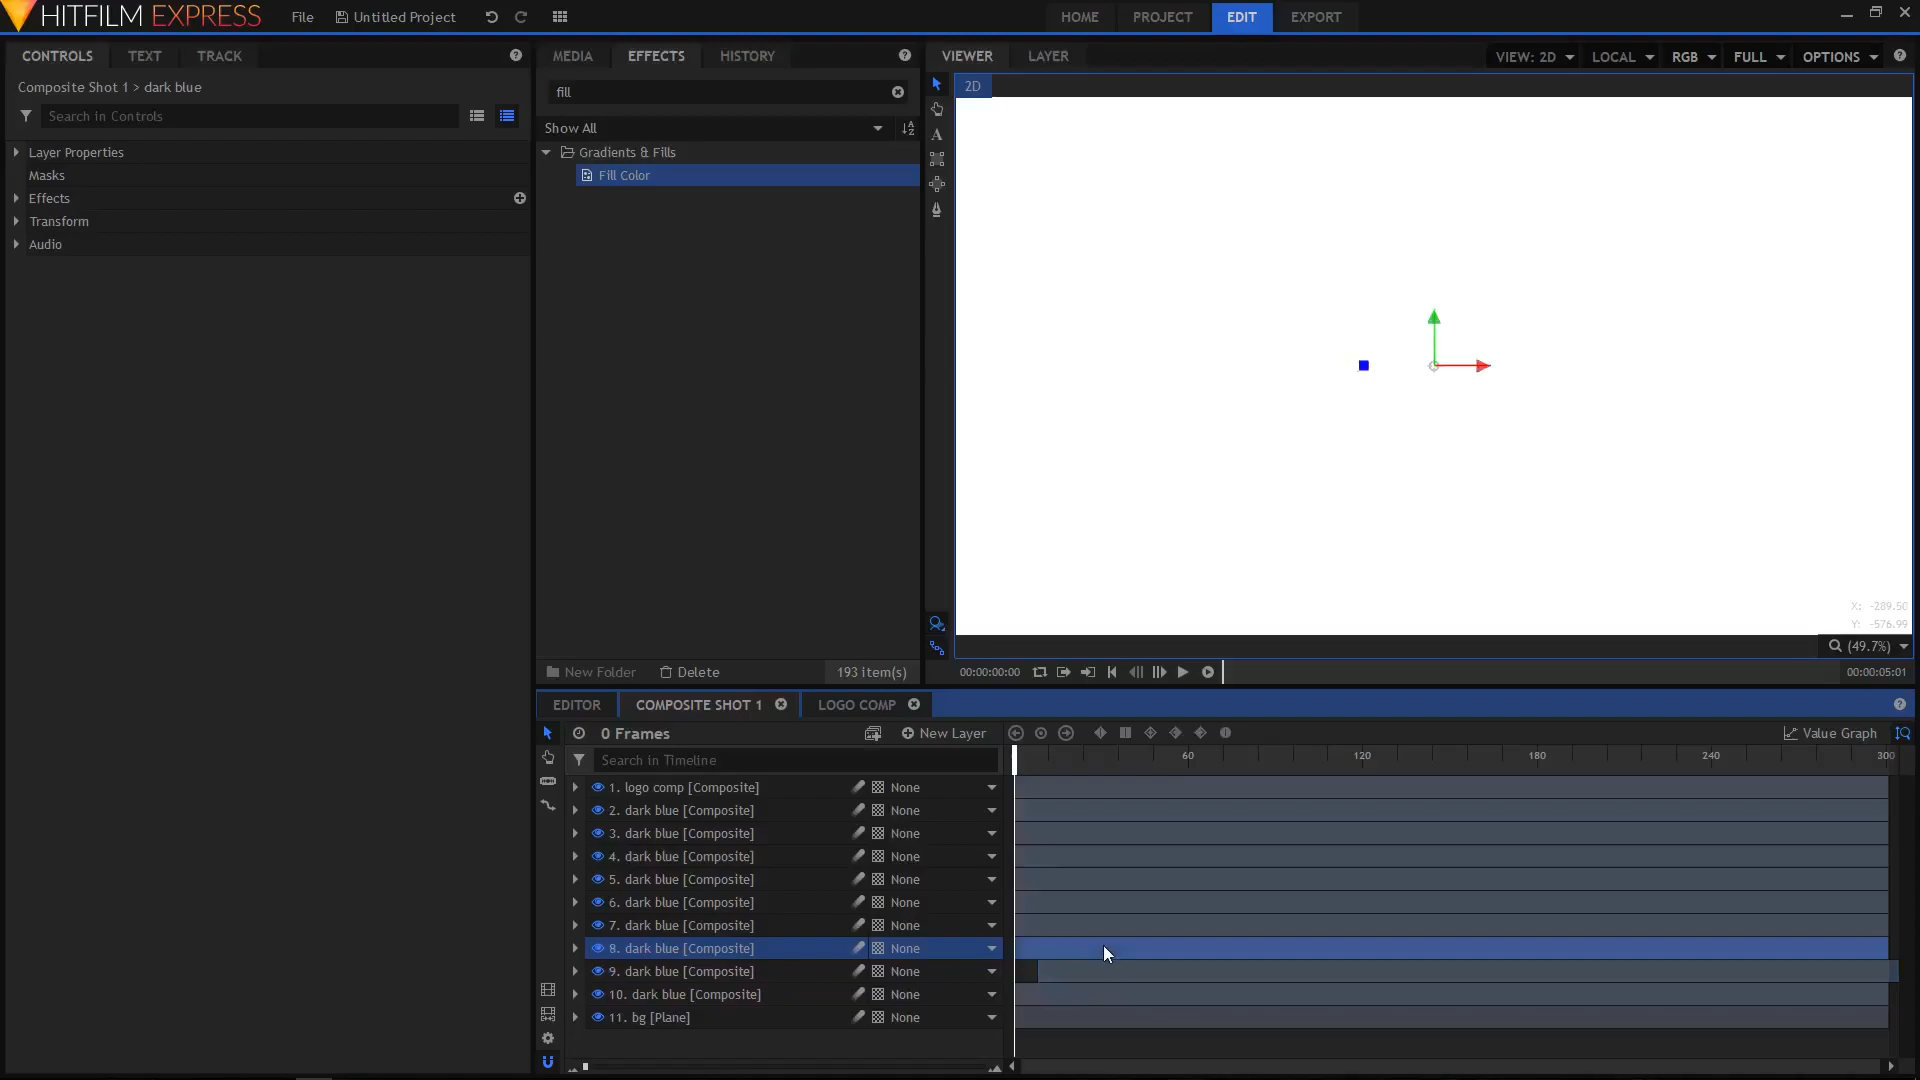 HITFILM EXPRESS File Untitled Project HOME PROJECT EDIT EXPORT
CONTROLS TEXT TRACK
Composite Shot 1 > dark blue
Search in Controls
Layer Properties
Masks
Effects
Transform
Audio
MEDIA EFFECTS HISTORY
fill
Show All
Gradients & Fills
Fill Color
New Folder Delete 193 item(s)
VIEWER LAYER VIEW: 2D LOCAL RGB FULL OPTIONS
2D
X: -289.50
Y: -576.99
(49.7%)
00:00:00:00 00:00:05:01
EDITOR COMPOSITE SHOT 1 LOGO COMP
0 Frames New Layer Value Graph
Search in Timeline
60 120 180 240 300
1. logo comp [Composite] None
2. dark blue [Composite] None
3. dark blue [Composite] None
4. dark blue [Composite] None
5. dark blue [Composite] None
6. dark blue [Composite] None
7. dark blue [Composite] None
8. dark blue [Composite] None
9. dark blue [Composite] None
10. dark blue [Composite] None
11. bg [Plane] None